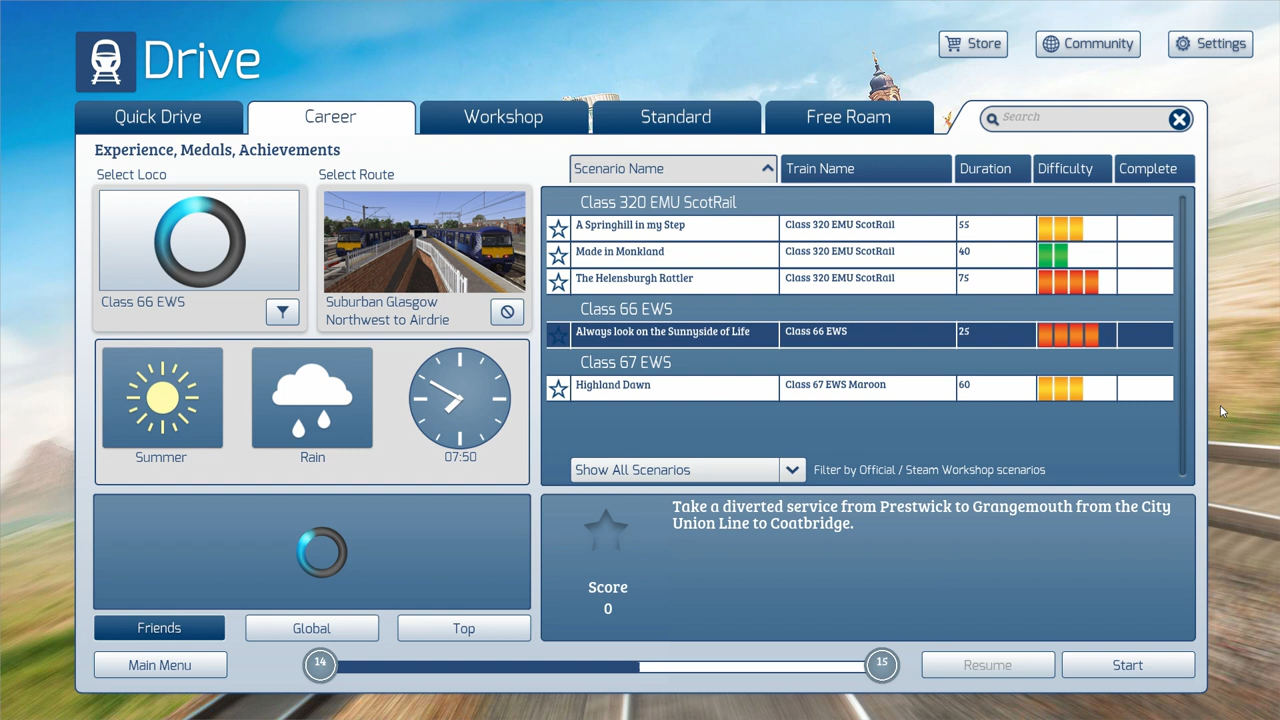 Drive
Store
Community
Settings
Quick Drive
Career
Workshop
Standard
Free Roam
Search
Experience, Medals, Achievements
Select Loco
Select Route
Class 66 EWS
Suburban Glasgow
Northwest to Airdrie
Summer
Rain
07:50
Scenario Name
Train Name
Duration
Difficulty
Complete
Class 320 EMU ScotRail
A Springhill in my Step Class 320 EMU ScotRail 55
Made in Monkland Class 320 EMU ScotRail 40
The Helensburgh Rattler Class 320 EMU ScotRail 75
Class 66 EWS
Always look on the Sunnyside of Life Class 66 EWS 25
Class 67 EWS
Highland Dawn Class 67 EWS Maroon 60
Show All Scenarios
Filter by Official / Steam Workshop scenarios
Take a diverted service from Prestwick to Grangemouth from the City
Union Line to Coatbridge.
Score
0
Friends
Global
Top
Main Menu
14
15
Resume
Start